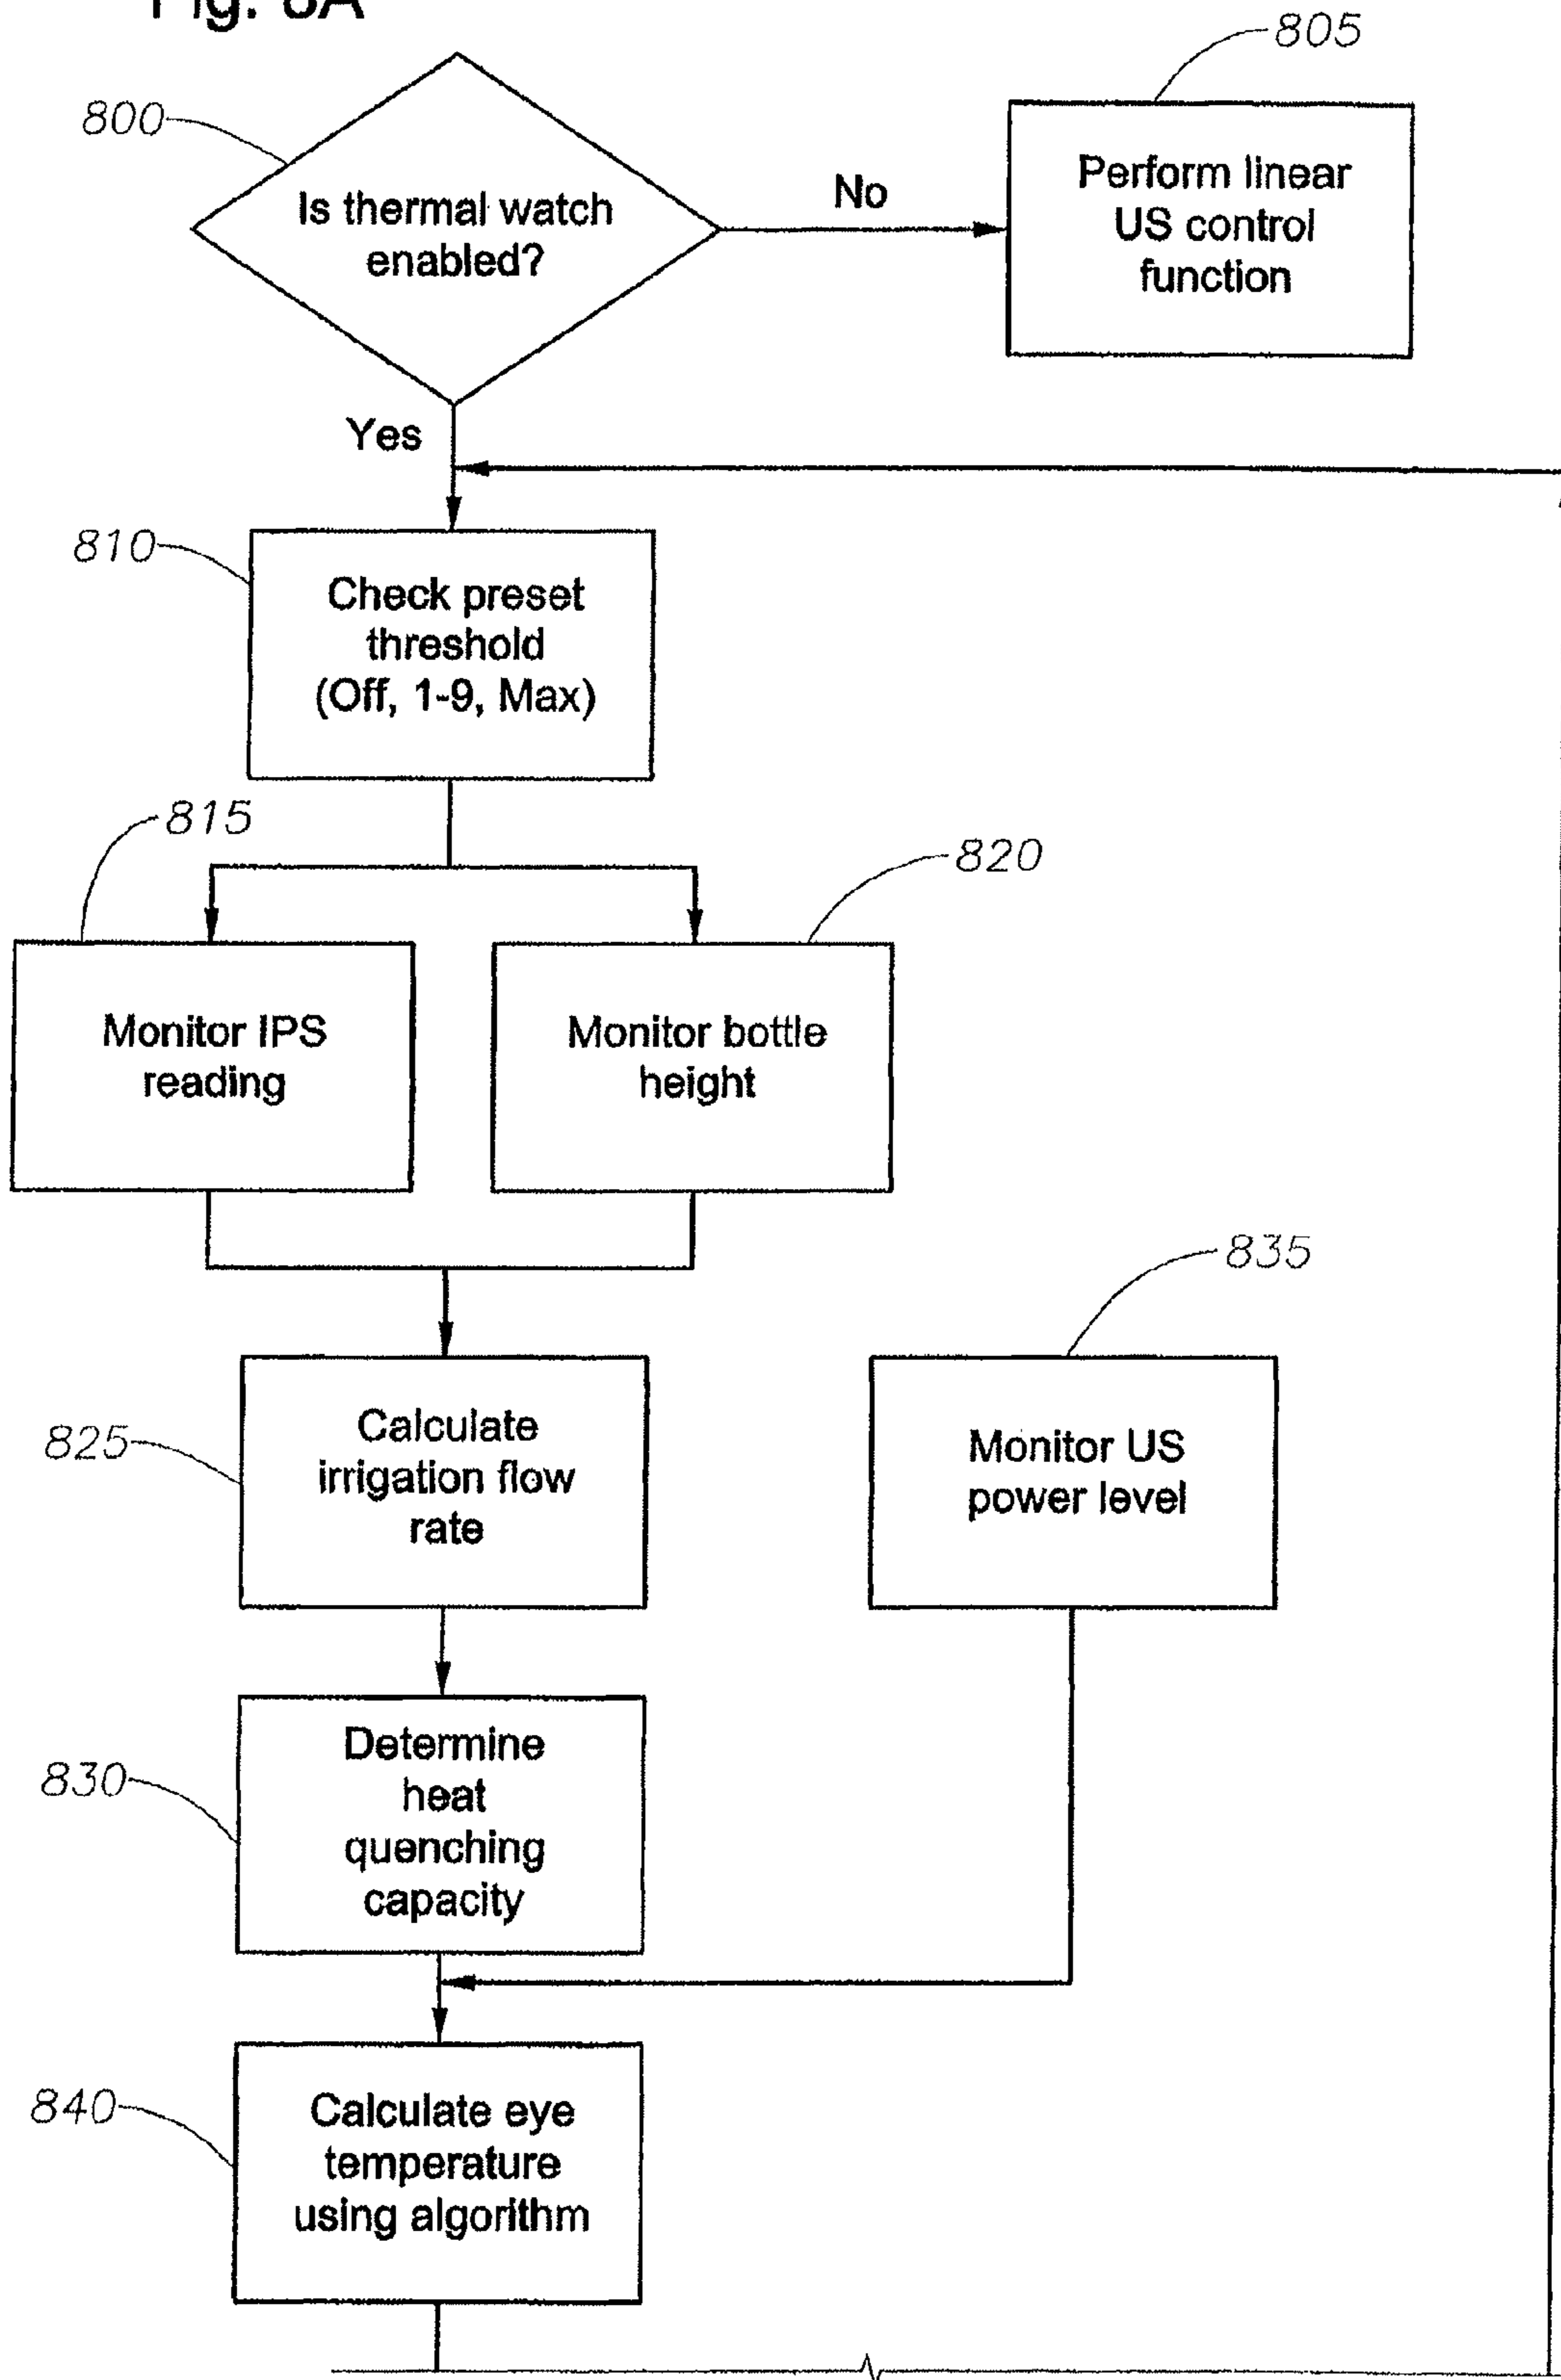 Fig. 8A
800
805
Is thermal watch
enabled?
No
Perform linear
US control
function
Yes
810
Check preset
threshold
(Off, 1-9, Max)
815
820
Monitor IPS
reading
Monitor bottle
height
835
825
Calculate
irrigation flow
rate
Monitor US
power level
830
Determine
heat
quenching
capacity
840
Calculate eye
temperature
using algorithm